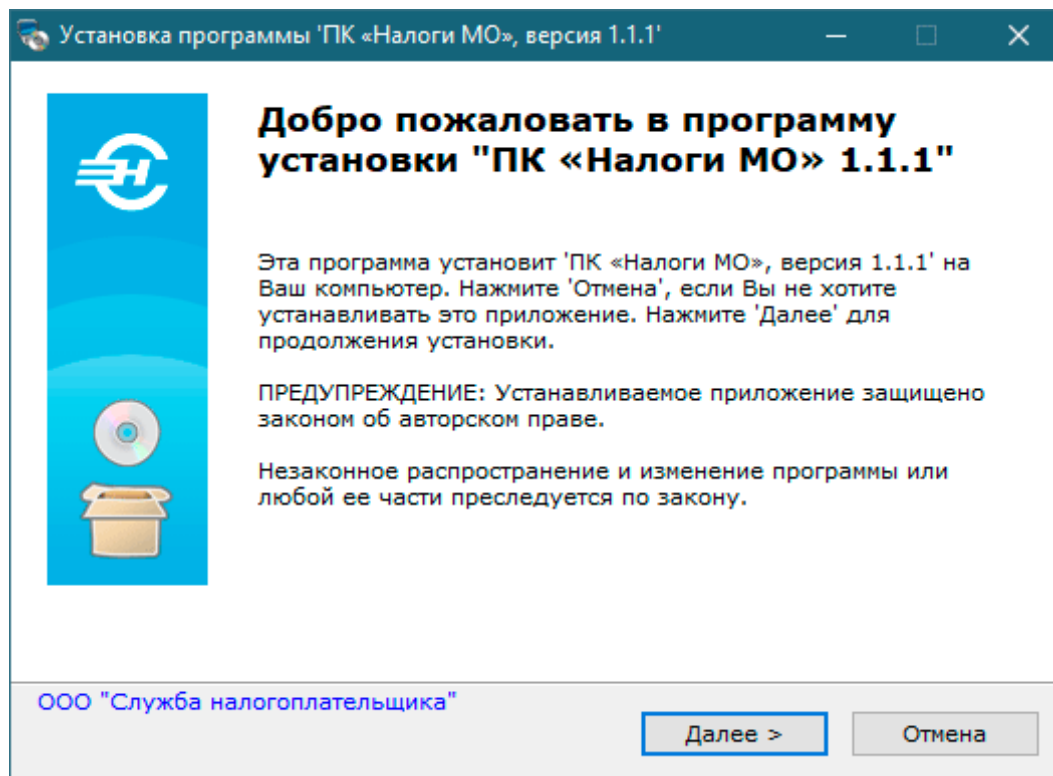 Установка программы 'ПК «Налоги МО», версия 1.1.1'
Добро пожаловать в программу
установки "ПК «Налоги МО» 1.1.1"
Эта программа установит 'ПК «Налоги МО», версия 1.1.1' на
Ваш компьютер. Нажмите 'Отмена', если Вы не хотите
устанавливать это приложение. Нажмите 'Далее' для
продолжения установки.
ПРЕДУПРЕЖДЕНИЕ: Устанавливаемое приложение защищено
законом об авторском праве.
Незаконное распространение и изменение программы или
любой ее части преследуется по закону.
ООО "Служба налогоплательщика"
Далее >
Отмена